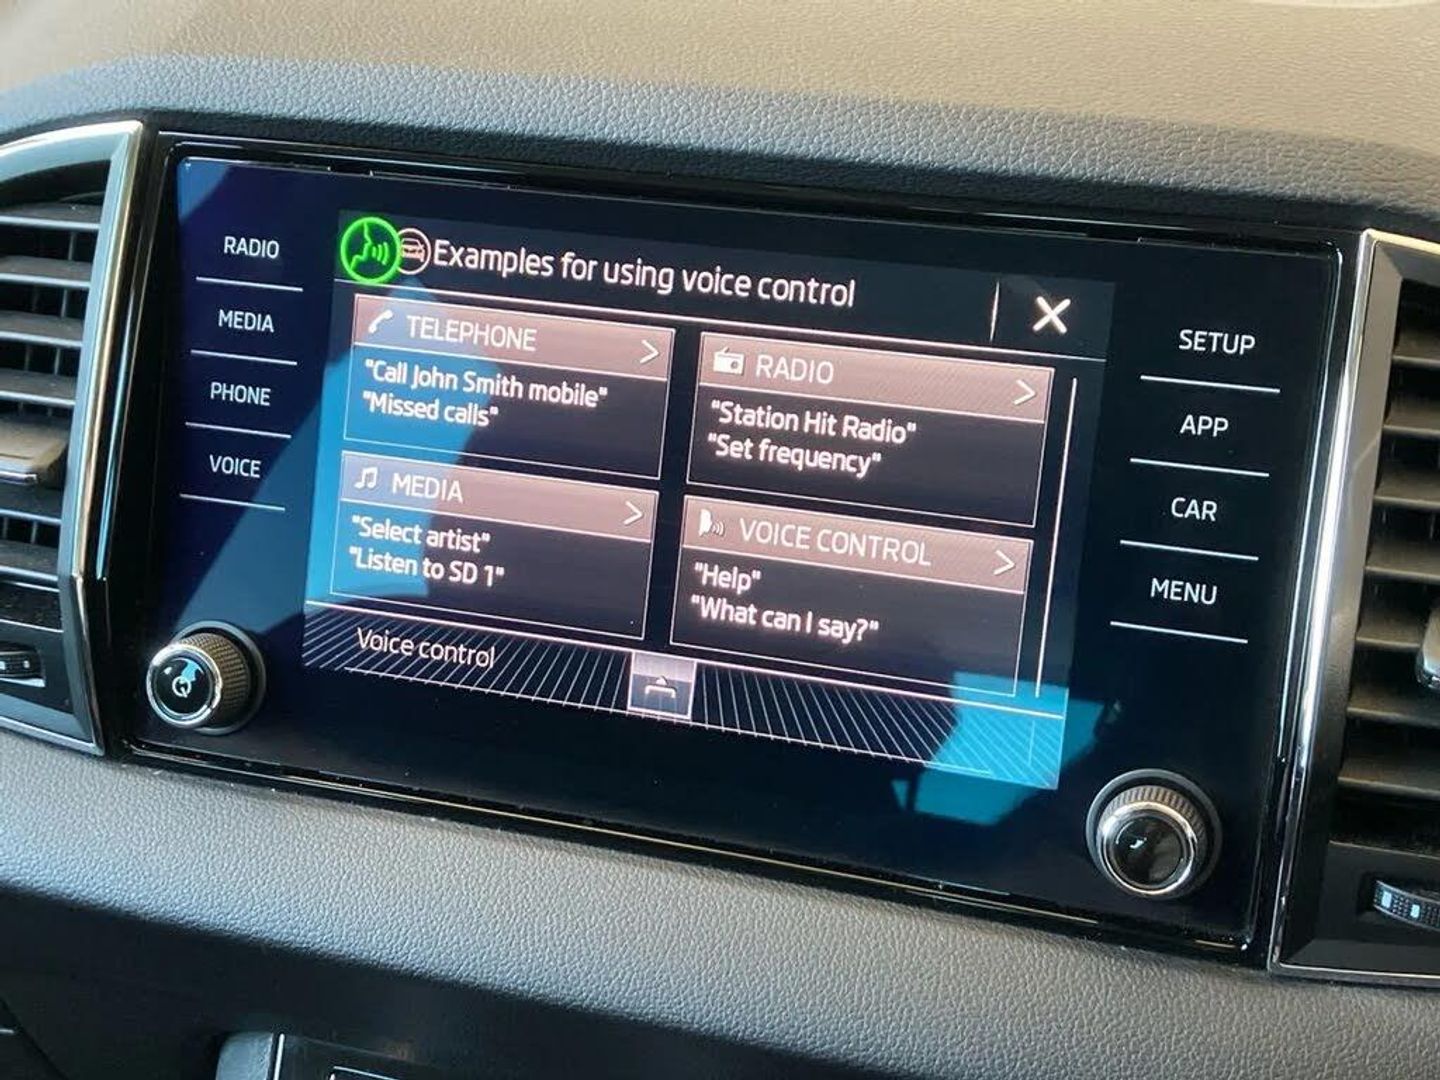 RADIO
MEDIA
PHONE
VOICE
Examples for using voice control
TELEPHONE
"Call John Smith mobile"
"Missed calls"
RADIO
"Station Hit Radio"
"Set frequency"
MEDIA
"Select artist"
"Listen to SD 1"
VOICE CONTROL
"Help"
"What can I say?"
Voice control
SETUP
APP
CAR
MENU